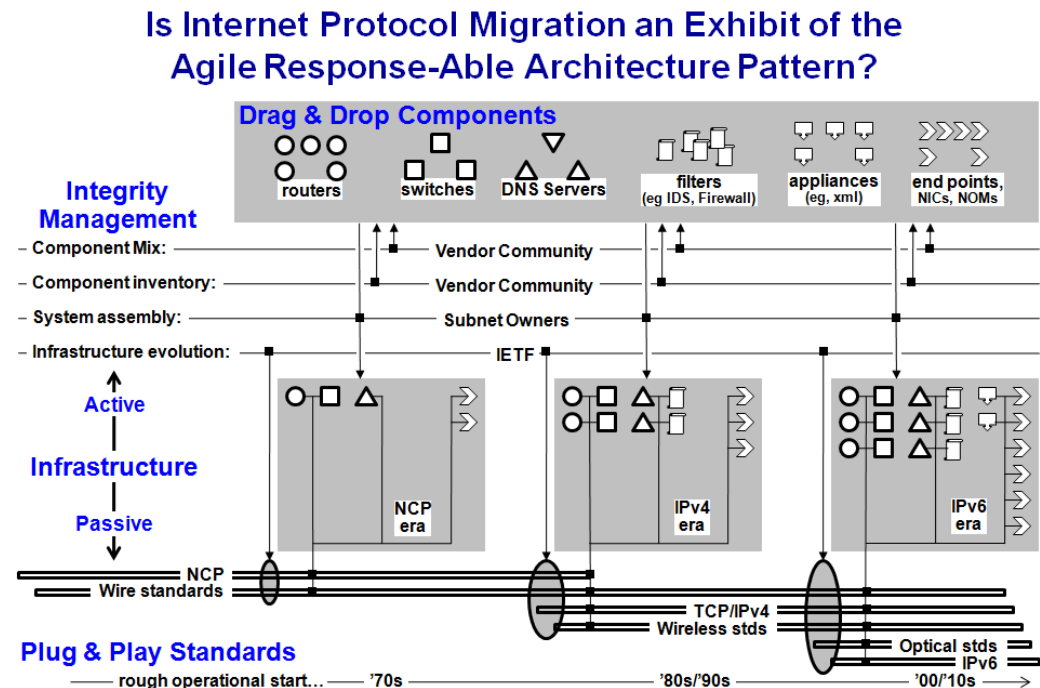 Is Internet Protocol Migration an Exhibit of the
Agile Response-Able Architecture Pattern?
Drag & Drop Components
routers
switches
DNS Servers
filters
(eg IDS, Firewall)
appliances
(eg, xml)
end points,
NICs, NOMs
Integrity
Management
– Component Mix:
Vendor Community
– Component inventory:
Vendor Community
– System assembly:
Subnet Owners
– Infrastructure evolution:
IETF
Active
Infrastructure
Passive
NCP
era
IPv4
era
IPv6
era
NCP
Wire standards
TCP/IPv4
Wireless stds
Optical stds
IPv6
Plug & Play Standards
rough operational start…
’70s
’80s/’90s
’00/’10s